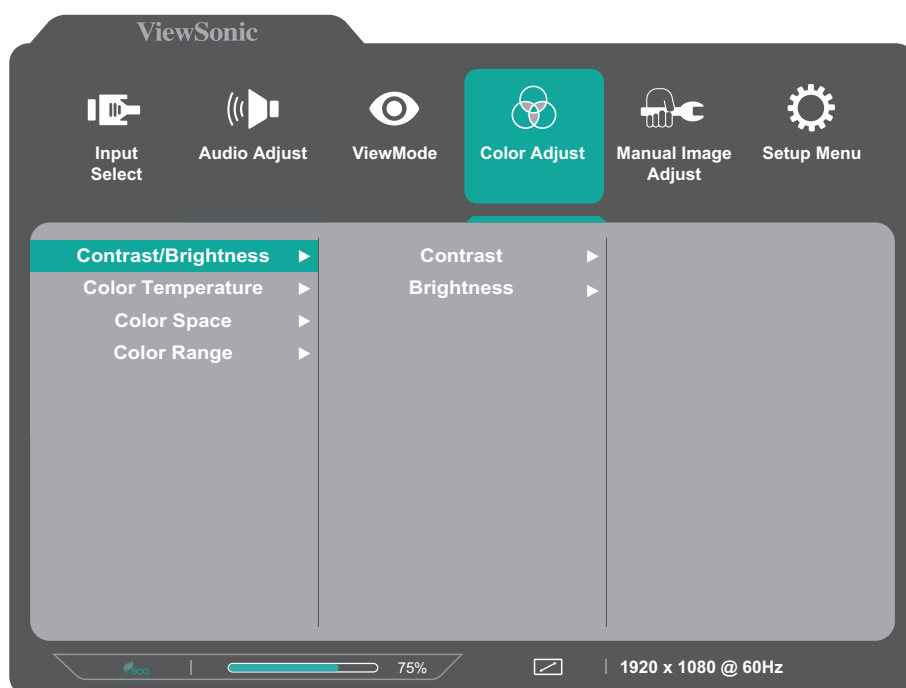 ViewSonic
Input Select
Audio Adjust
ViewMode
Color Adjust
Manual Image Adjust
Setup Menu
Contrast/Brightness
Contrast
Color Temperature
Brightness
Color Space
Color Range
eco
75%
1920 x 1080 @ 60Hz